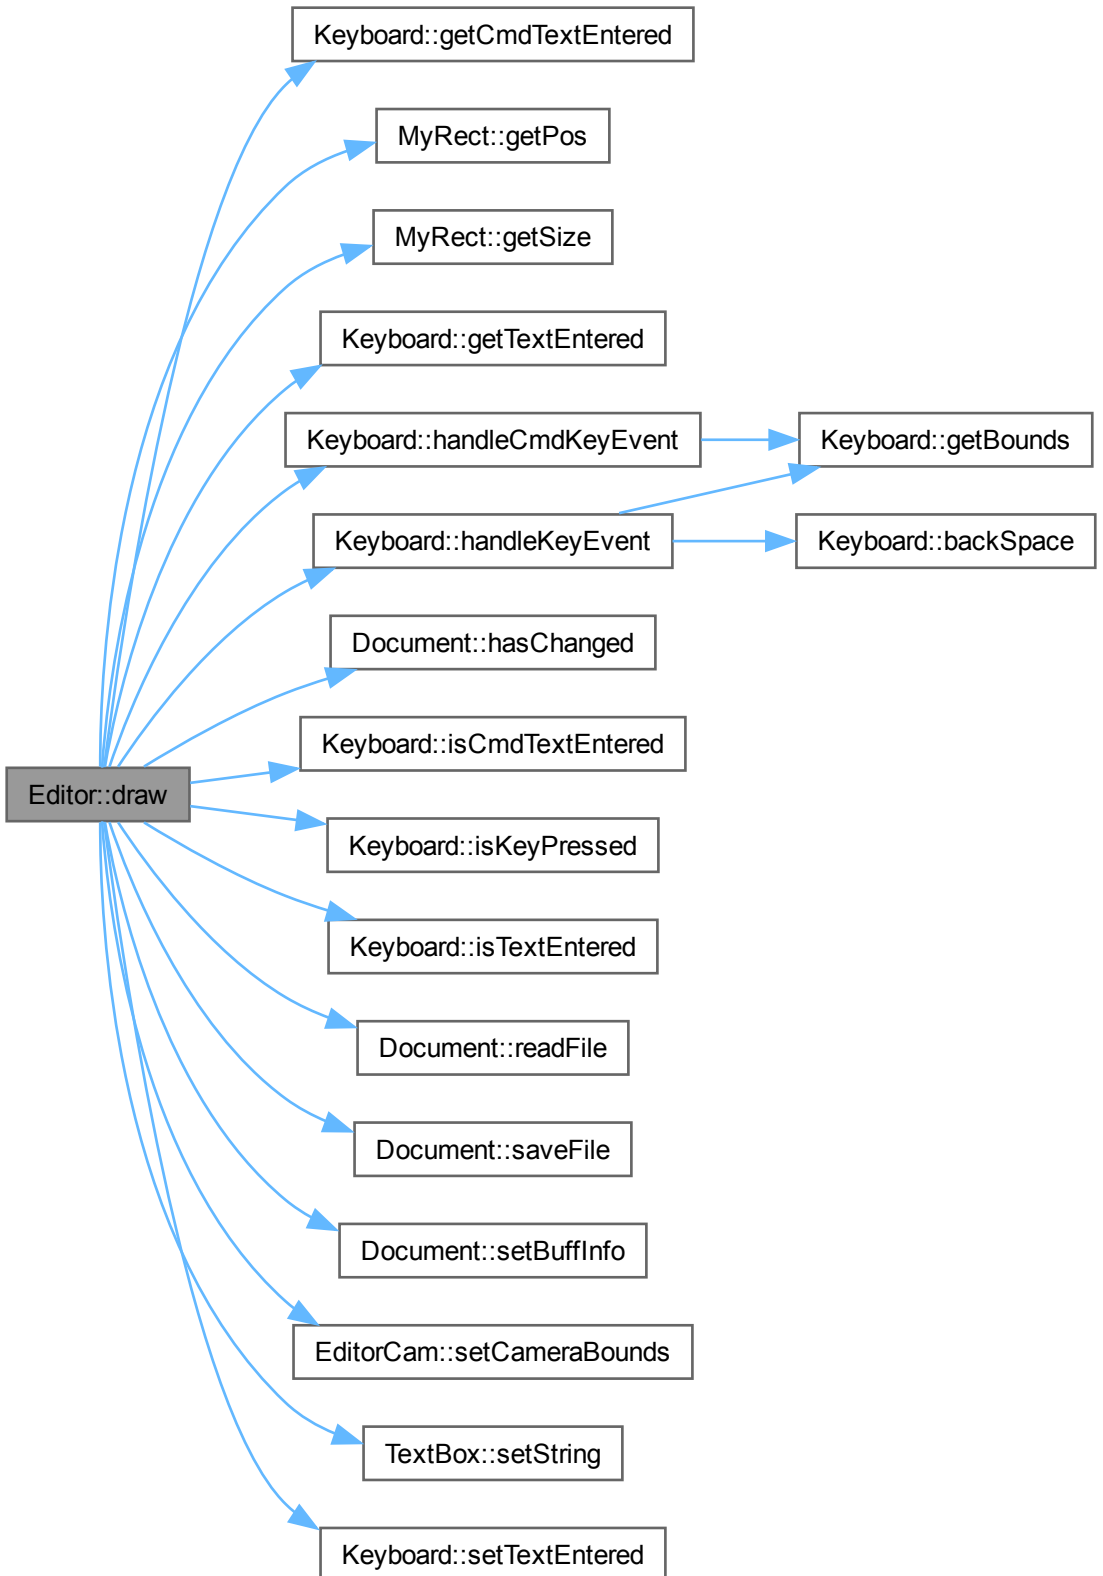 Keyboard::getCmdTextEntered
MyRect::getPos
MyRect::getSize
Keyboard::getTextEntered
Keyboard::handleCmdKeyEvent
Keyboard::getBounds
Keyboard::handleKeyEvent
Keyboard::backSpace
Document::hasChanged
Keyboard::isCmdTextEntered
Editor::draw
Keyboard::isKeyPressed
Keyboard::isTextEntered
Document::readFile
Document::saveFile
Document::setBuffInfo
EditorCam::setCameraBounds
TextBox::setString
Keyboard::setTextEntered